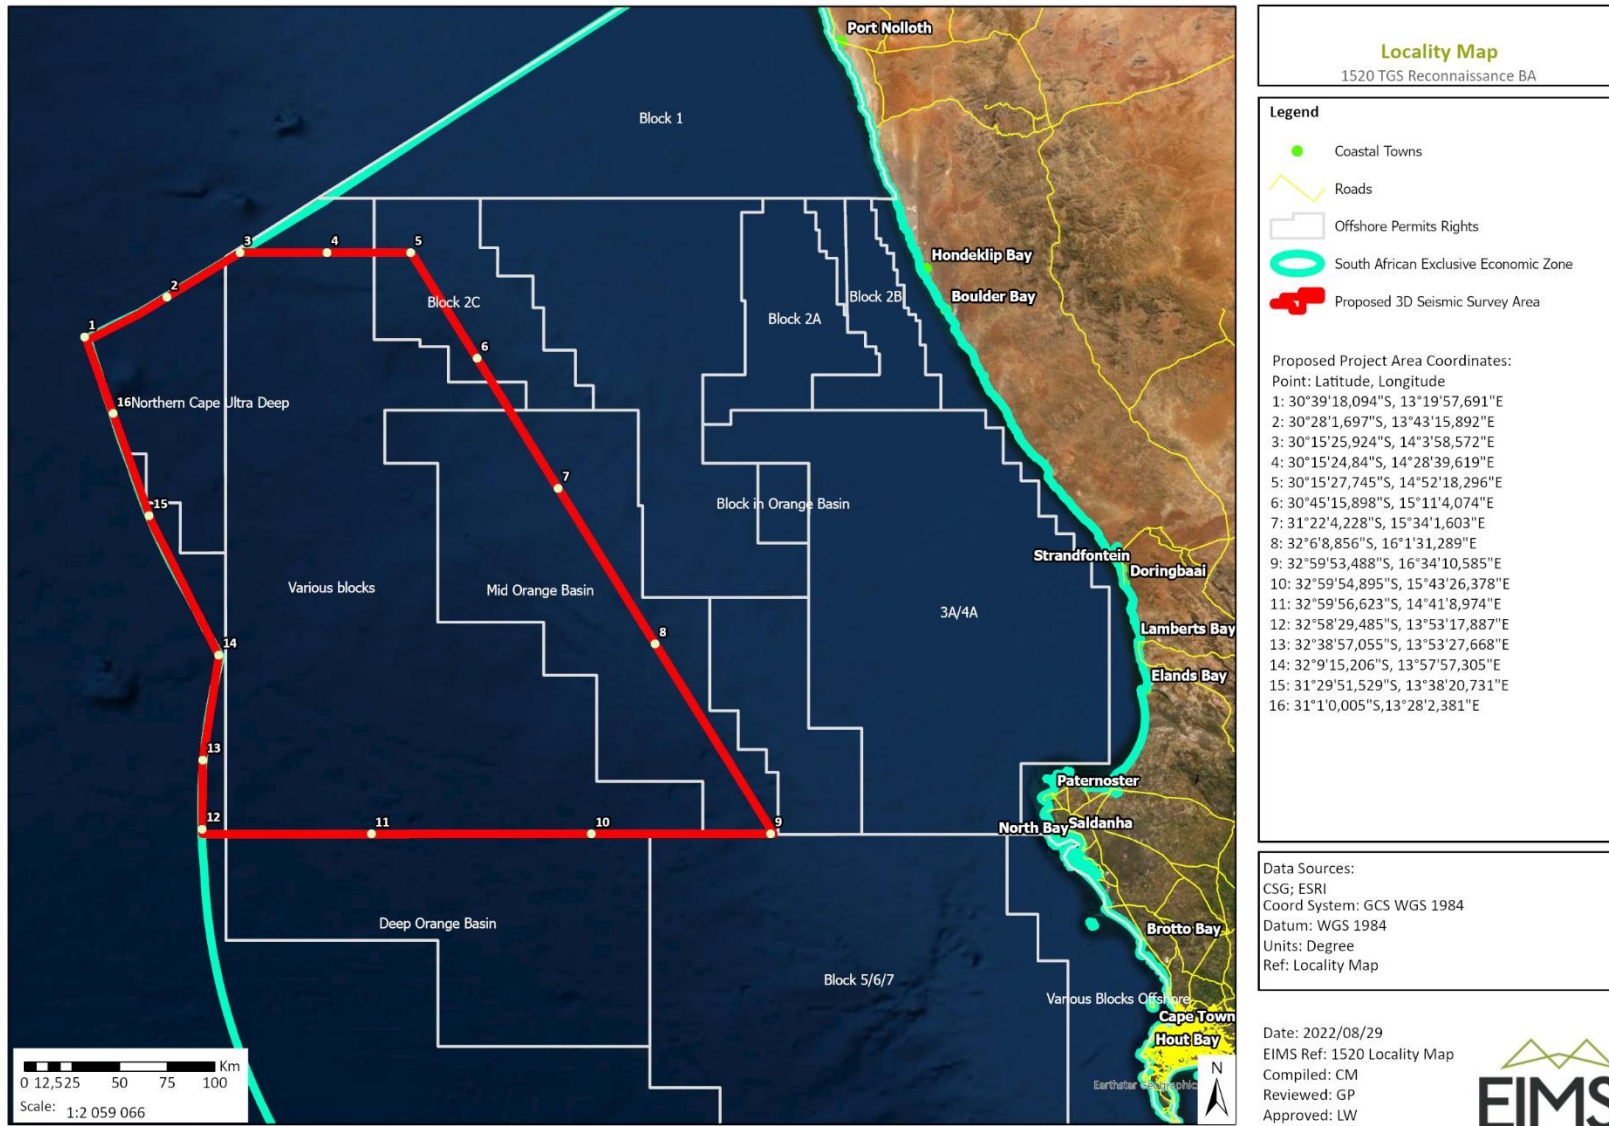 Port Nolloth
Block 1
3
4
5
Hondeklip Bay
2
Block 2C
Block 2B
Boulder Bay
Block 2A
1
6
16
Northern Cape Ultra Deep
7
15
Block in Orange Basin
Strandfontein
Doringbaai
Various blocks
Mid Orange Basin
3A/4A
Lamberts Bay
8
14
Elands Bay
13
Paternoster
12
11
10
9
North Bay
Saldanha
Deep Orange Basin
Brotto Bay
Block 5/6/7
Various Blocks Offshore
Cape Town
Hout Bay
Km
0 12,5 25 50 75 100
Scale: 1:2 059 066
N
Locality Map
1520 TGS Reconnaissance BA
Legend
Coastal Towns
Roads
Offshore Permits Rights
South African Exclusive Economic Zone
Proposed 3D Seismic Survey Area
Proposed Project Area Coordinates:
Point: Latitude, Longitude
1: 30°39'18,094"S, 13°19'57,691"E
2: 30°28'1,697"S, 13°43'15,892"E
3: 30°15'25,924"S, 14°3'58,572"E
4: 30°15'24,84"S, 14°28'39,619"E
5: 30°15'27,745"S, 14°52'18,296"E
6: 30°45'15,898"S, 15°11'4,074"E
7: 31°22'4,228"S, 15°34'1,603"E
8: 32°6'8,856"S, 16°1'31,289"E
9: 32°59'53,488"S, 16°34'10,585"E
10: 32°59'54,895"S, 15°43'26,378"E
11: 32°59'56,623"S, 14°41'8,974"E
12: 32°58'29,485"S, 13°53'17,887"E
13: 32°38'57,055"S, 13°53'27,668"E
14: 32°9'15,206"S, 13°57'57,305"E
15: 31°29'51,529"S, 13°38'20,731"E
16: 31°1'0,005"S,13°28'2,381"E
Data Sources:
CSG; ESRI
Coord System: GCS WGS 1984
Datum: WGS 1984
Units: Degree
Ref: Locality Map
Date: 2022/08/29
EIMS Ref: 1520 Locality Map
Compiled: CM
Reviewed: GP
Approved: LW
EIMS